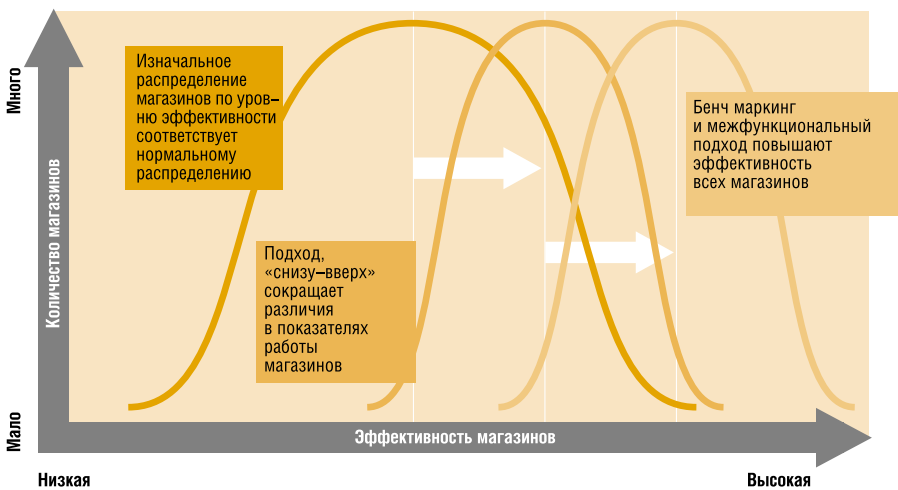 Много
Количество магазинов
Мало
Изначальное
распределение
магазинов по уров–
ню эффективности
соответствует
нормальному
распределению
Подход,
«снизу–вверх»
сокращает
различия
в показателях
работы
магазинов
Бенч маркинг
и межфункциональный
подход повышают
эффективность
всех магазинов
Эффективность магазинов
Низкая
Высокая